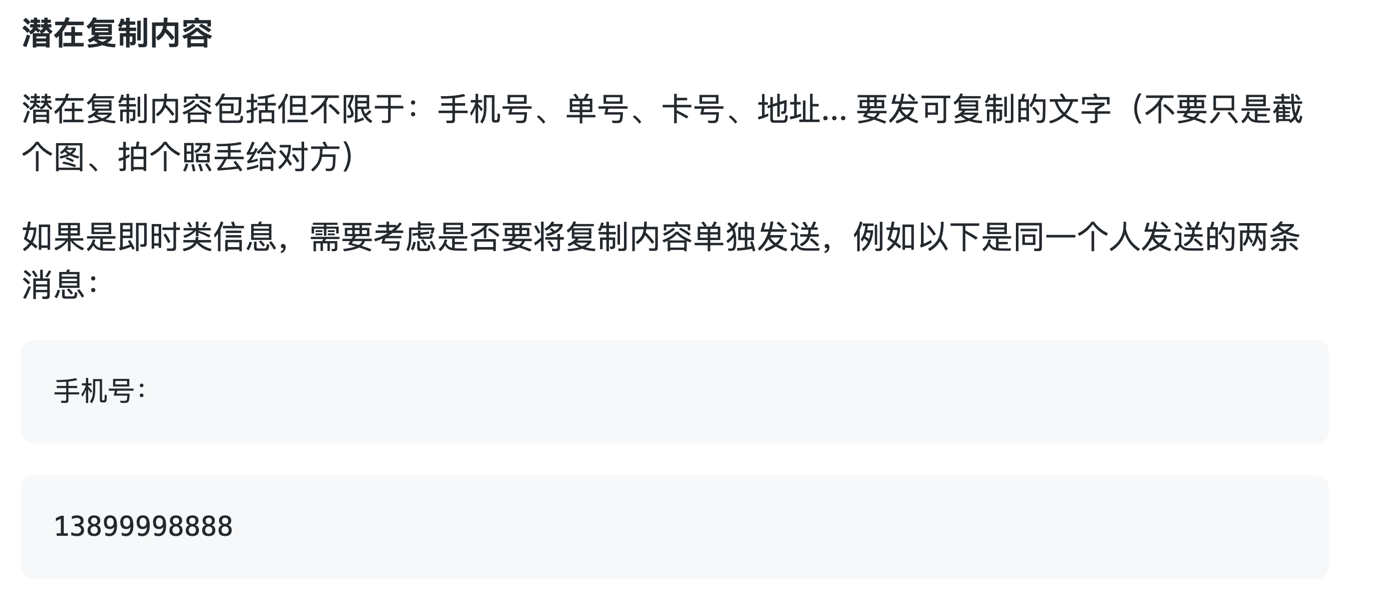 潜在复制内容
潜在复制内容包括但不限于：手机号、单号、卡号、地址... 要发可复制的文字（不要只是截
个图、拍个照丢给对方）
如果是即时类信息，需要考虑是否要将复制内容单独发送，例如以下是同一个人发送的两条
消息：
手机号：
13899998888